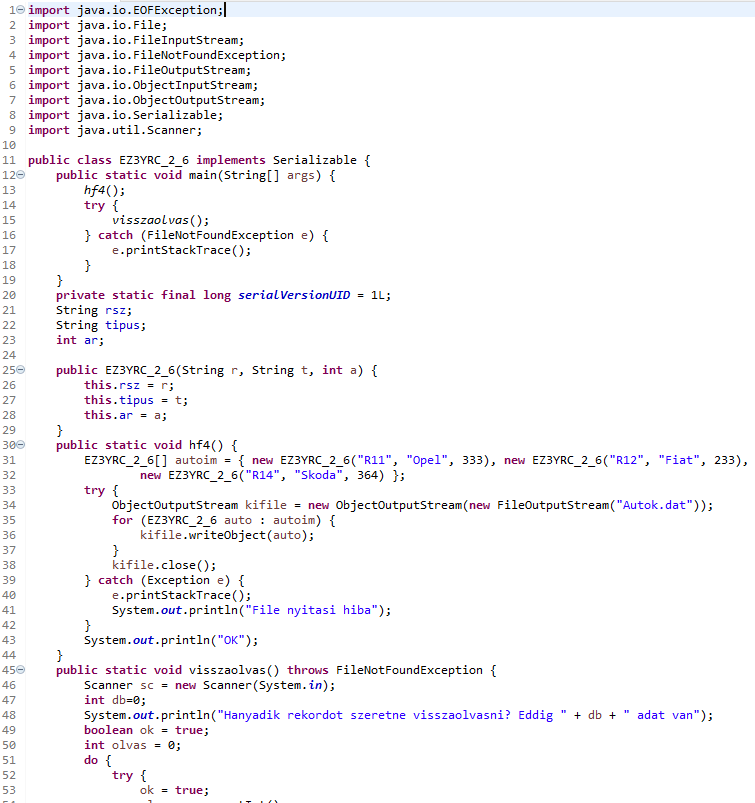 1 import java.io.EOFException;
2 import java.io.File;
3 import java.io.FileInputStream;
4 import java.io.FileNotFoundException;
5 import java.io.FileOutputStream;
6 import java.io.ObjectInputStream;
7 import java.io.ObjectOutputStream;
8 import java.io.Serializable;
9 import java.util.Scanner;
10
11 public class EZ3YRC_2_6 implements Serializable {
12     public static void main(String[] args) {
13         hf4();
14         try {
15             visszaolvas();
16         } catch (FileNotFoundException e) {
17             e.printStackTrace();
18         }
19     }
20     private static final long serialVersionUID = 1L;
21     String rsz;
22     String tipus;
23     int ar;
24
25     public EZ3YRC_2_6(String r, String t, int a) {
26         this.rsz = r;
27         this.tipus = t;
28         this.ar = a;
29     }
30     public static void hf4() {
31         EZ3YRC_2_6[] autoim = { new EZ3YRC_2_6("R11", "Opel", 333), new EZ3YRC_2_6("R12", "Fiat", 233),
32                 new EZ3YRC_2_6("R14", "Skoda", 364) };
33         try {
34             ObjectOutputStream kifile = new ObjectOutputStream(new FileOutputStream("Autok.dat"));
35             for (EZ3YRC_2_6 auto : autoim) {
36                 kifile.writeObject(auto);
37             }
38             kifile.close();
39         } catch (Exception e) {
40             e.printStackTrace();
41             System.out.println("File nyitasi hiba");
42         }
43         System.out.println("OK");
44     }
45     public static void visszaolvas() throws FileNotFoundException {
46         Scanner sc = new Scanner(System.in);
47         int db=0;
48         System.out.println("Hanyadik rekordot szeretne visszaolvasni? Eddig " + db + " adat van");
49         boolean ok = true;
50         int olvas = 0;
51         do {
52             try {
53                 ok = true;